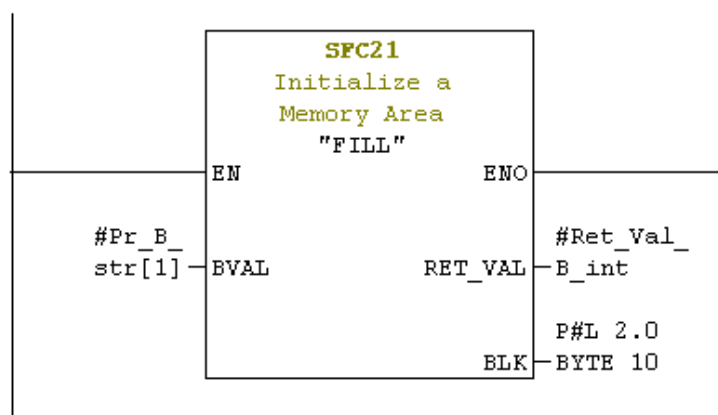 SFC21
Initialize a
Memory Area
"FILL"
EN ENO
#Pr_B_
str[1] BVAL
#Ret_Val_
RET_VAL B_int
P#L 2.0
BLK BYTE 10